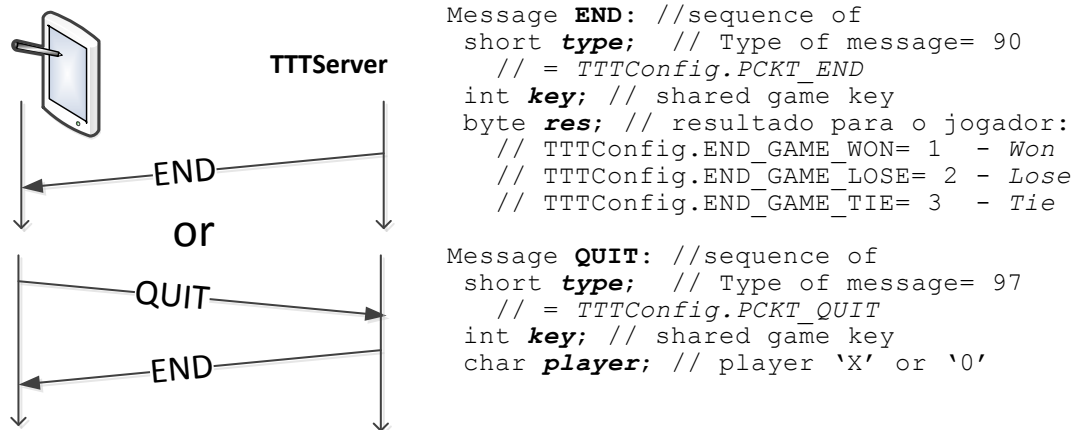 TTTServer
END
or
QUIT
END
Message END: //sequence of
short type; // Type of message= 90
// = TTTConfig.PCKT_END
int key; // shared game key
byte res; // resultado para o jogador:
// TTTConfig.END_GAME_WON= 1 - Won
// TTTConfig.END_GAME_LOSE= 2 - Lose
// TTTConfig.END_GAME_TIE= 3 - Tie
Message QUIT: //sequence of
short type; // Type of message= 97
// = TTTConfig.PCKT_QUIT
int key; // shared game key
char player; // player ‘X’ or ‘0’